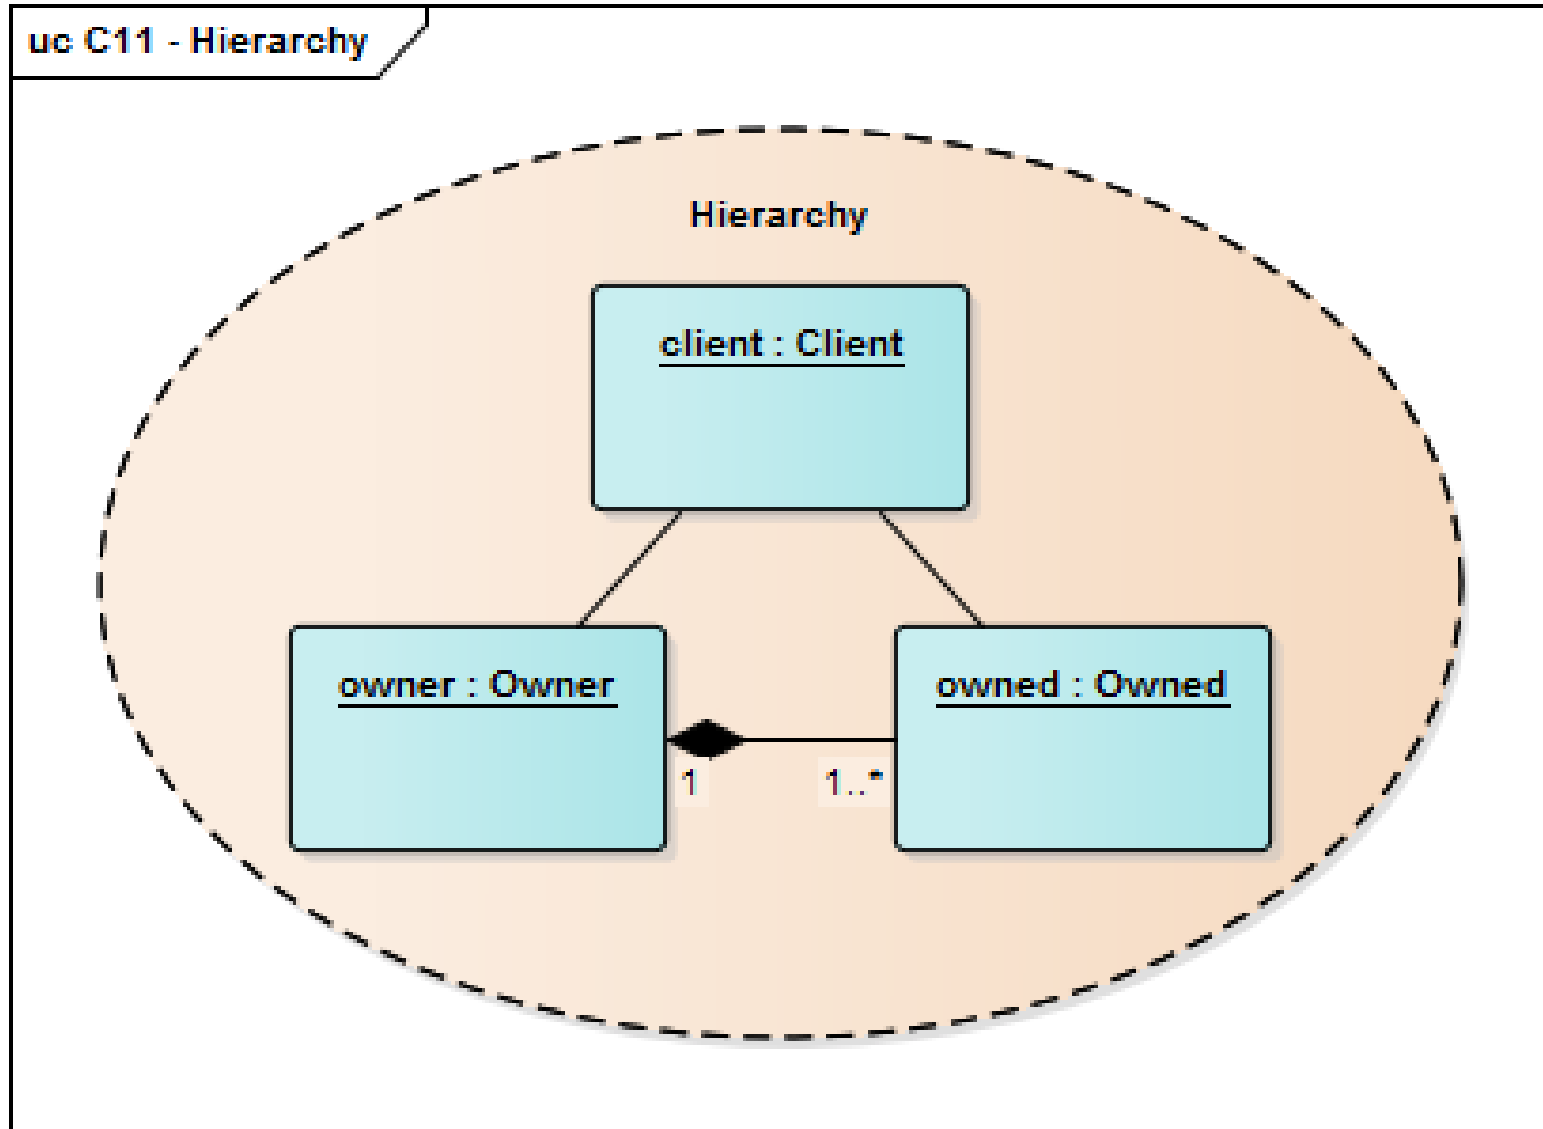 uc C11 - Hierarchy
Hierarchy
client : Client
owner : Owner
owned : Owned
1
1..*